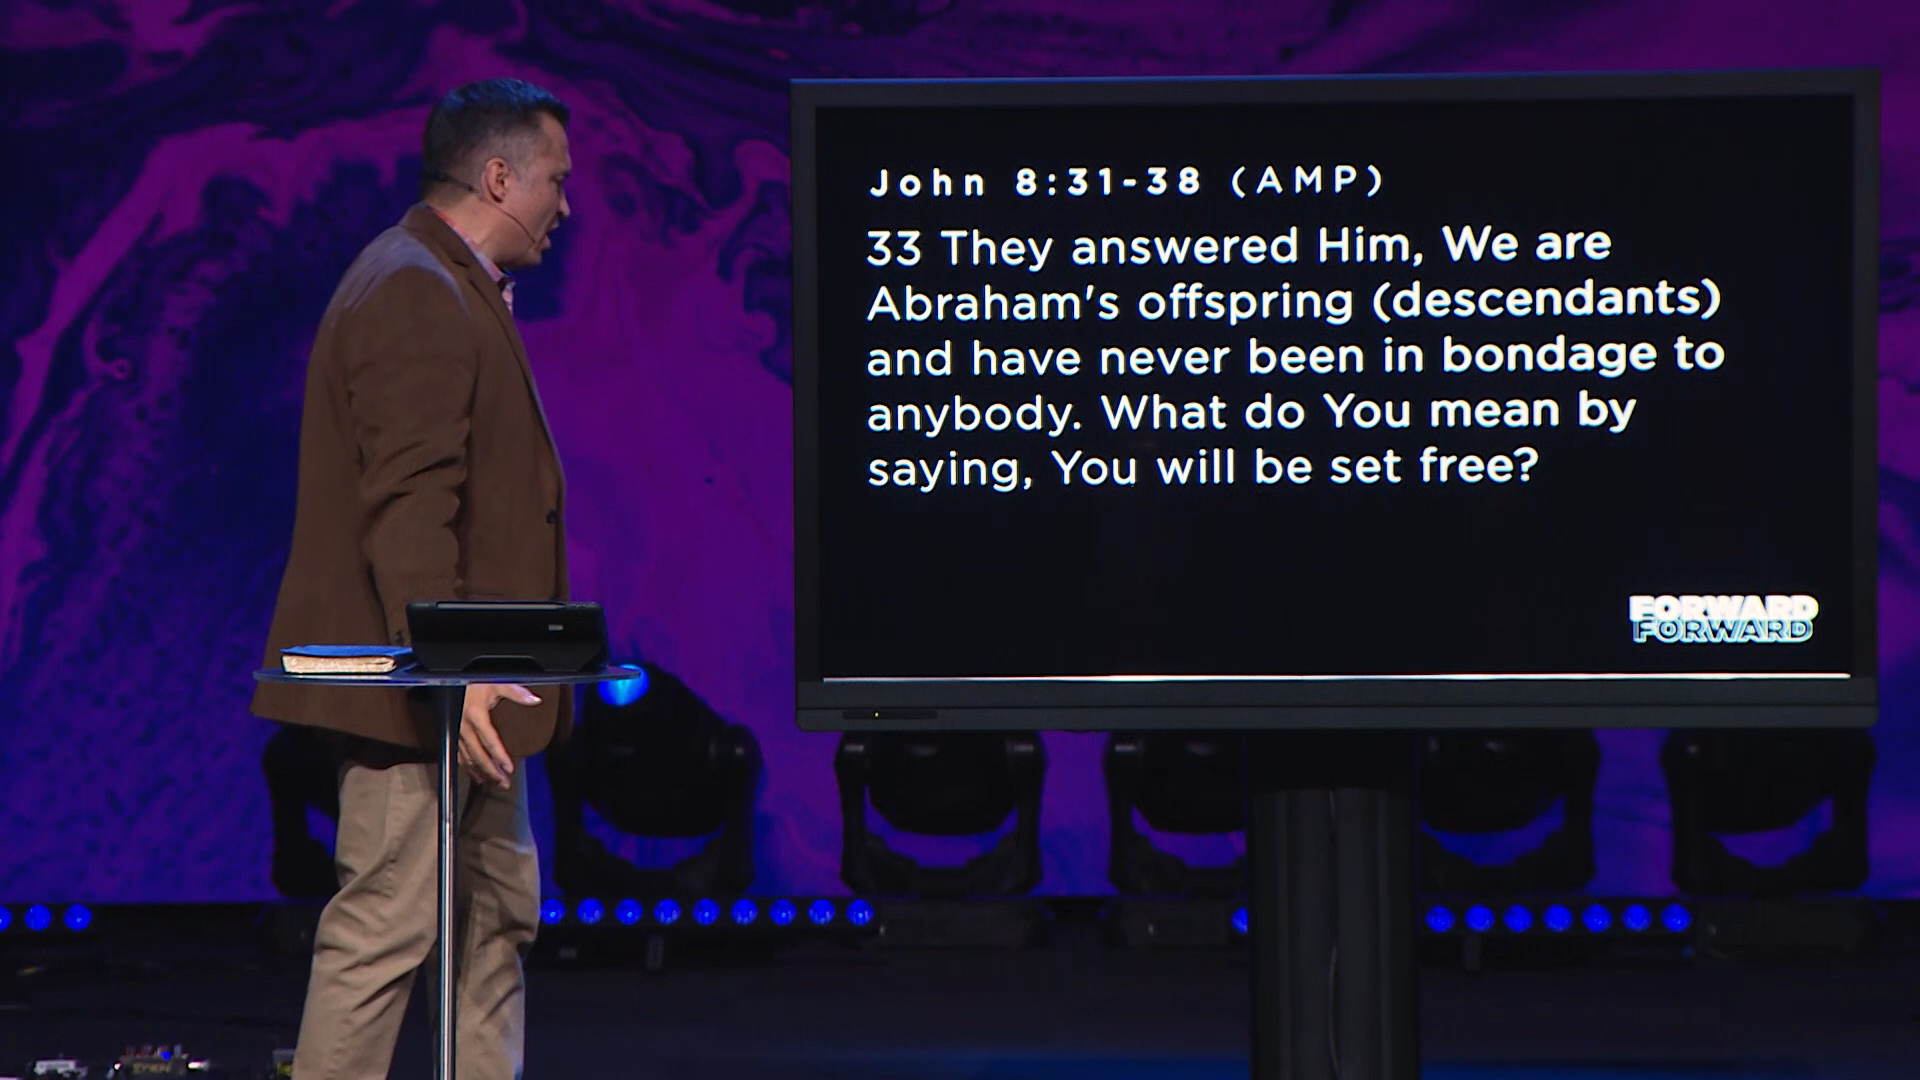 John 8:31-38 (AMP)
33 They answered Him, We are
Abraham's offspring (descendants)
and have never been in bondage to
anybody. What do You mean by
saying, You will be set free?
FORWARD
FORWARD